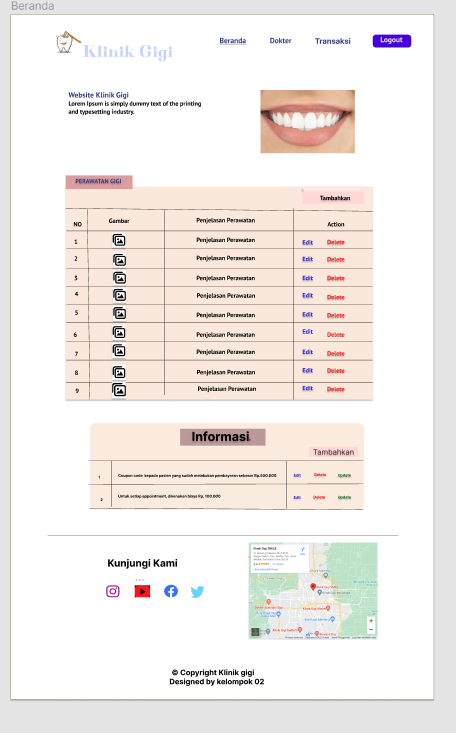 Beranda
Klinik Gigi
Beranda
Dokter
Transaksi
Logout
Website Klinik Gigi
Lorem Ipsum is simply dummy text of the printing
and typesetting industry.
PERAWATAN GIGI
Tambahkan
NO Gambar Penjelasan Perawatan Action
1 Penjelasan Perawatan Edit Delete
2 Penjelasan Perawatan Edit Delete
3 Penjelasan Perawatan Edit Delete
4 Penjelasan Perawatan Edit Delete
5 Penjelasan Perawatan Edit Delete
6 Penjelasan Perawatan Edit Delete
7 Penjelasan Perawatan Edit Delete
8 Penjelasan Perawatan Edit Delete
9 Penjelasan Perawatan Edit Delete
Informasi
Tambahkan
1 Coupon code kepada pasien yang sudah melakukan pembayaran sebesar Rp.500.000 Edit Delete Update
2 Untuk setiap appointment, dikenakan biaya Rp. 100.000 Edit Delete Update
Kunjungi Kami
Klinik Gigi SMILE
© Copyright Klinik gigi
Designed by kelompok 02